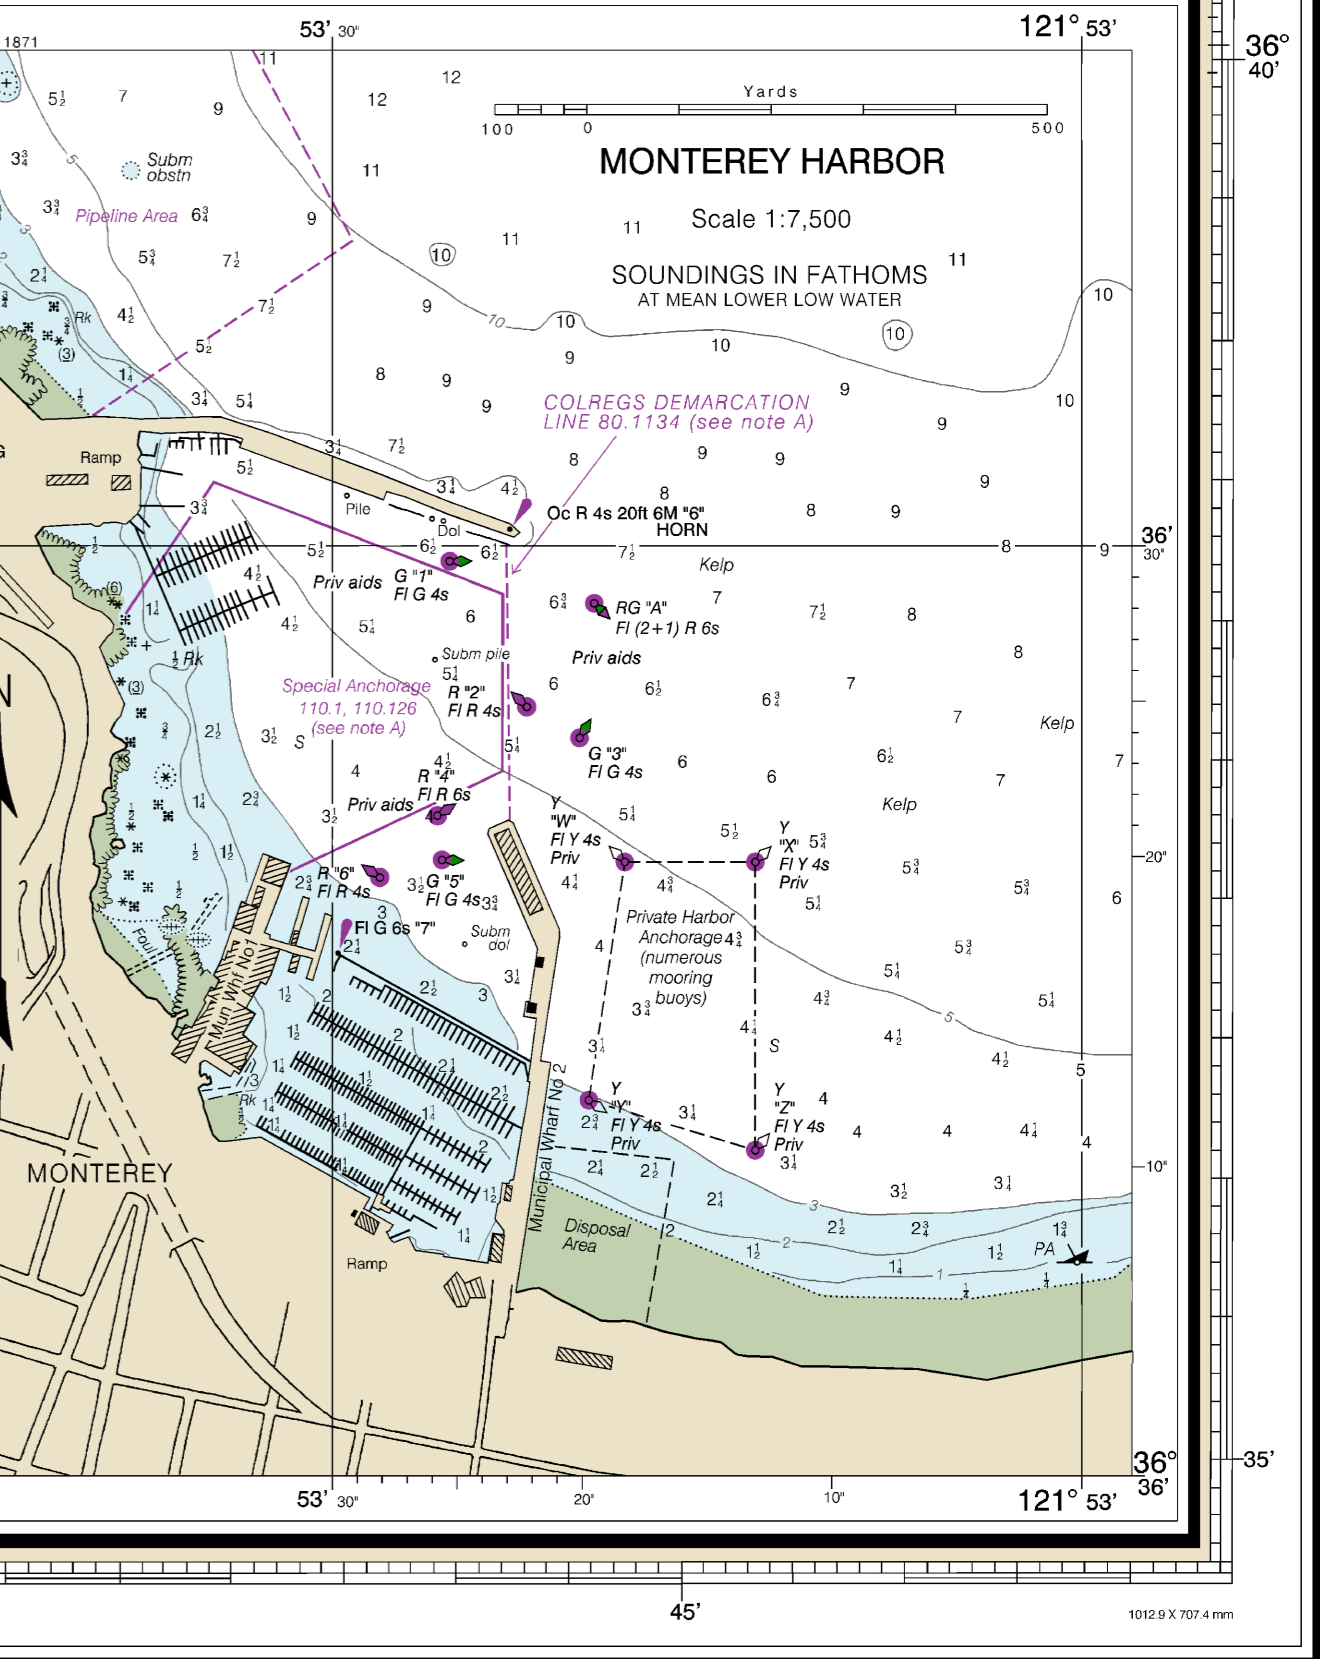 53' 30"
121° 53'
1871
36°
40'
Yards
100 0 500
MONTEREY HARBOR
Scale 1:7,500
SOUNDINGS IN FATHOMS
AT MEAN LOWER LOW WATER
Subm
obstn
Pipeline Area
Rk
COLREGS DEMARCATION
LINE 80.1134 (see note A)
Ramp
Pile
Dol
Oc R 4s 20ft 6M "6"
HORN
36'
30"
Kelp
Priv aids
G "1"
Fl G 4s
RG "A"
Fl (2+1) R 6s
Priv aids
Subm pile
Rk
Special Anchorage
110.1, 110.126
(see note A)
R "2"
Fl R 4s
S
Kelp
G "3"
Fl G 4s
R "4"
Fl R 6s
Priv aids
Kelp
Y
"W"
Fl Y 4s
Priv
Y
"X"
Fl Y 4s
Priv
20"
R "6"
Fl R 4s
G "5"
Fl G 4s
Private Harbor
Anchorage
(numerous
mooring
buoys)
Fl G 6s "7"
Subm
dol
Foul
Mun Whf No 1
S
Rk
Municipal Wharf No 2
Y
"Y"
Fl Y 4s
Priv
Y
"Z"
Fl Y 4s
Priv
MONTEREY
10"
Disposal
Area
PA
Ramp
36°
36'
35'
53' 30"
20"
10"
121° 53'
45'
1012.9 X 707.4 mm